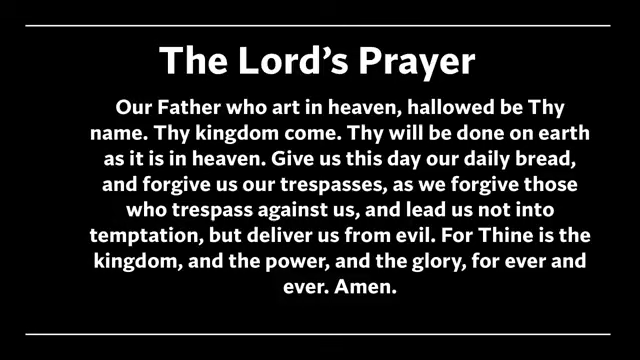 The Lord’s Prayer
Our Father who art in heaven, hallowed be Thy
name. Thy kingdom come. Thy will be done on earth
as it is in heaven. Give us this day our daily bread,
and forgive us our trespasses, as we forgive those
who trespass against us, and lead us not into
temptation, but deliver us from evil. For Thine is the
kingdom, and the power, and the glory, for ever and
ever. Amen.